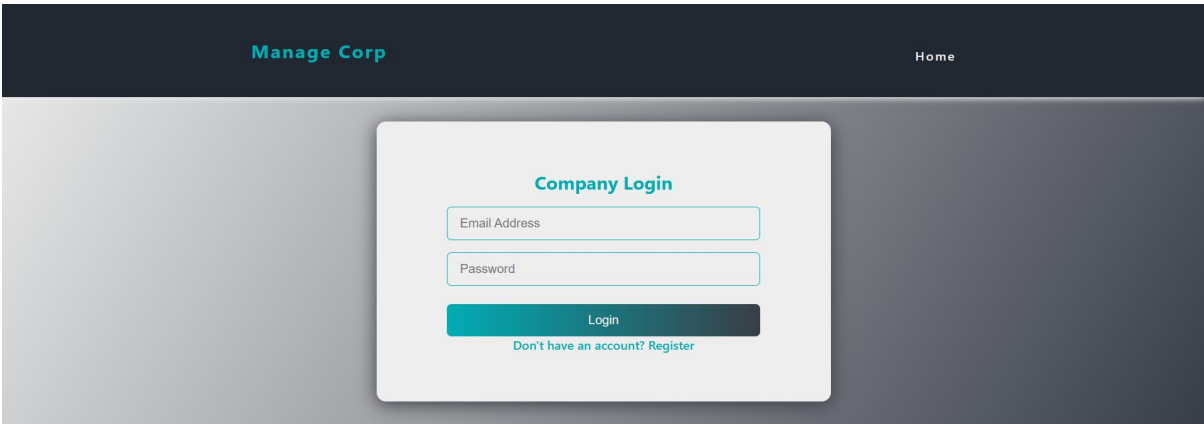 Manage Corp
Home
Company Login
Email Address
Password
Login
Don't have an account? Register